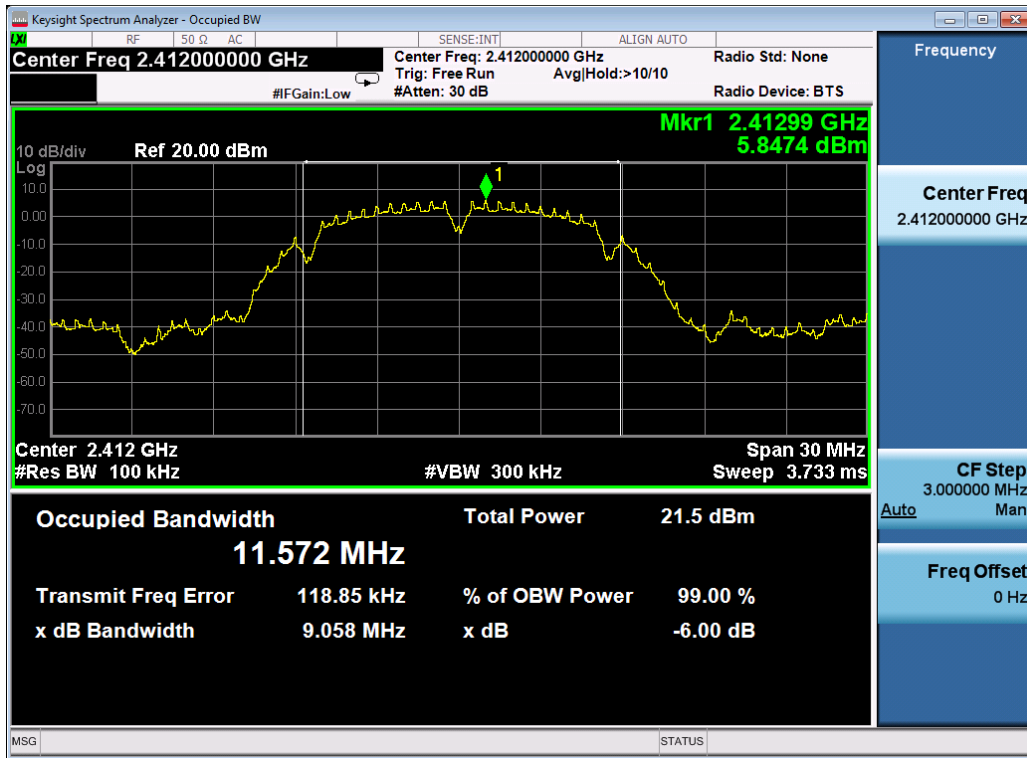 Keysight Spectrum Analyzer - Occupied BW
LXI RF 50 Ω AC SENSE:INT ALIGN AUTO
Center Freq 2.412000000 GHz
Center Freq: 2.412000000 GHz Radio Std: None
Trig: Free Run Avg|Hold:>10/10
#IFGain:Low #Atten: 30 dB Radio Device: BTS
Mkr1 2.41299 GHz
5.8474 dBm
10 dB/div Ref 20.00 dBm
Log
1
10.0
0.00
-10.0
-20.0
-30.0
-40.0
-50.0
-60.0
-70.0
Center 2.412 GHz Span 30 MHz
#Res BW 100 kHz #VBW 300 kHz Sweep 3.733 ms
Occupied Bandwidth Total Power 21.5 dBm
11.572 MHz
Transmit Freq Error 118.85 kHz % of OBW Power 99.00 %
x dB Bandwidth 9.058 MHz x dB -6.00 dB
MSG STATUS
Frequency
Center Freq
2.412000000 GHz
CF Step
3.000000 MHz
Auto Man
Freq Offset
0 Hz